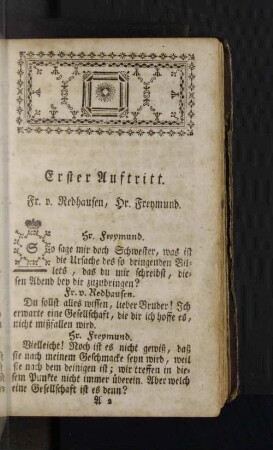 Erster Auftritt.
Fr. v. Redhausen, Hr. Freymund.
Hr. Freymund.
So sage mir doch Schwester, was ist
die Ursache des so dringenden Bil-
lets, das du mir schreibst, die-
sen Abend bey dir zuzubringen?
Fr. v. Redhausen.
Du sollst alles wissen, lieber Bruder! Ich
erwarte eine Gesellschaft, die dir ich hoffe es,
nicht mißfallen wird.
Hr. Freymund.
Vielleicht! Noch ist es nicht gewiß, daß
sie nach meinem Geschmacke seyn wird, weil
sie nach dem deinigen ist; wir treffen in die-
sem Punkte nicht immer überein. Aber welch
eine Gesellschaft ist es denn?
A 2